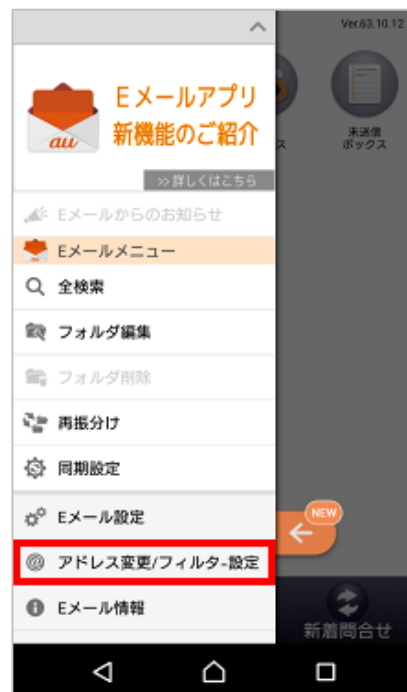 Ver.63.10.12
Eメールアプリ
新機能のご紹介
au
>>詳しくはこちら
未送信
ボックス
ス
Eメールからのお知らせ
Eメールメニュー
全検索
フォルダ編集
フォルダ削除
再振分け
同期設定
Eメール設定
NEW
アドレス変更/フィルタ-設定
Eメール情報
新着問合せ